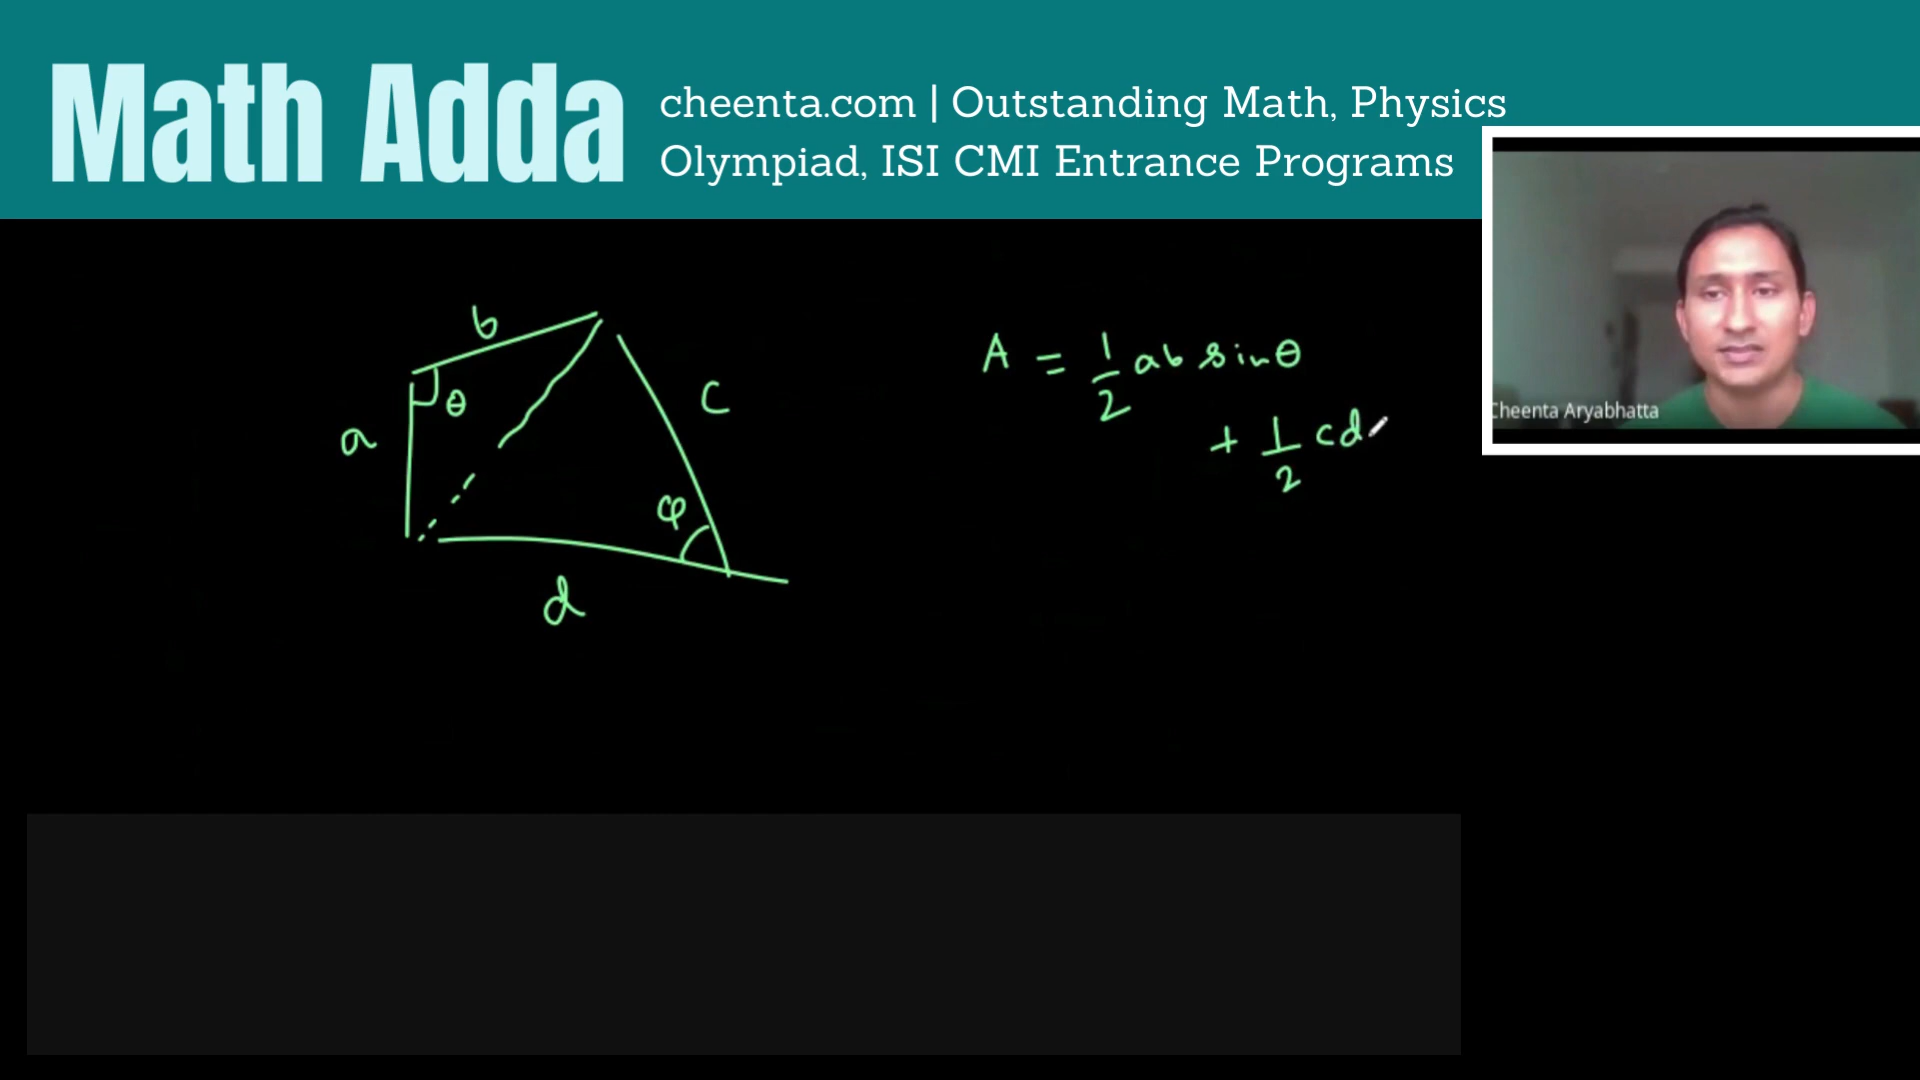 Math Adda
cheenta.com | Outstanding Math, Physics
Olympiad, ISI CMI Entrance Programs
Cheenta Aryabhatta
b
θ
a
c
φ
d
A = 1/2 ab sinθ
+ 1/2 cd